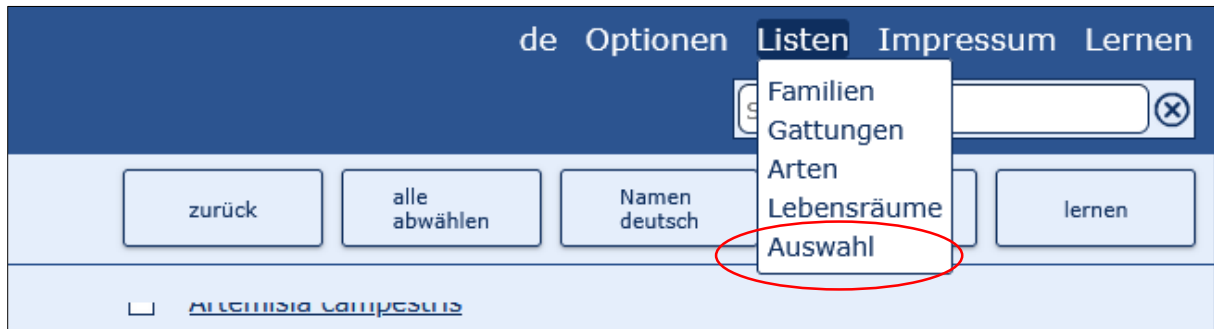 de Optionen Listen Impressum Lernen
Familien
Gattungen
Arten
Lebensräume
Auswahl
zurück
alle
abwählen
Namen
deutsch
lernen
Artemisia campestris